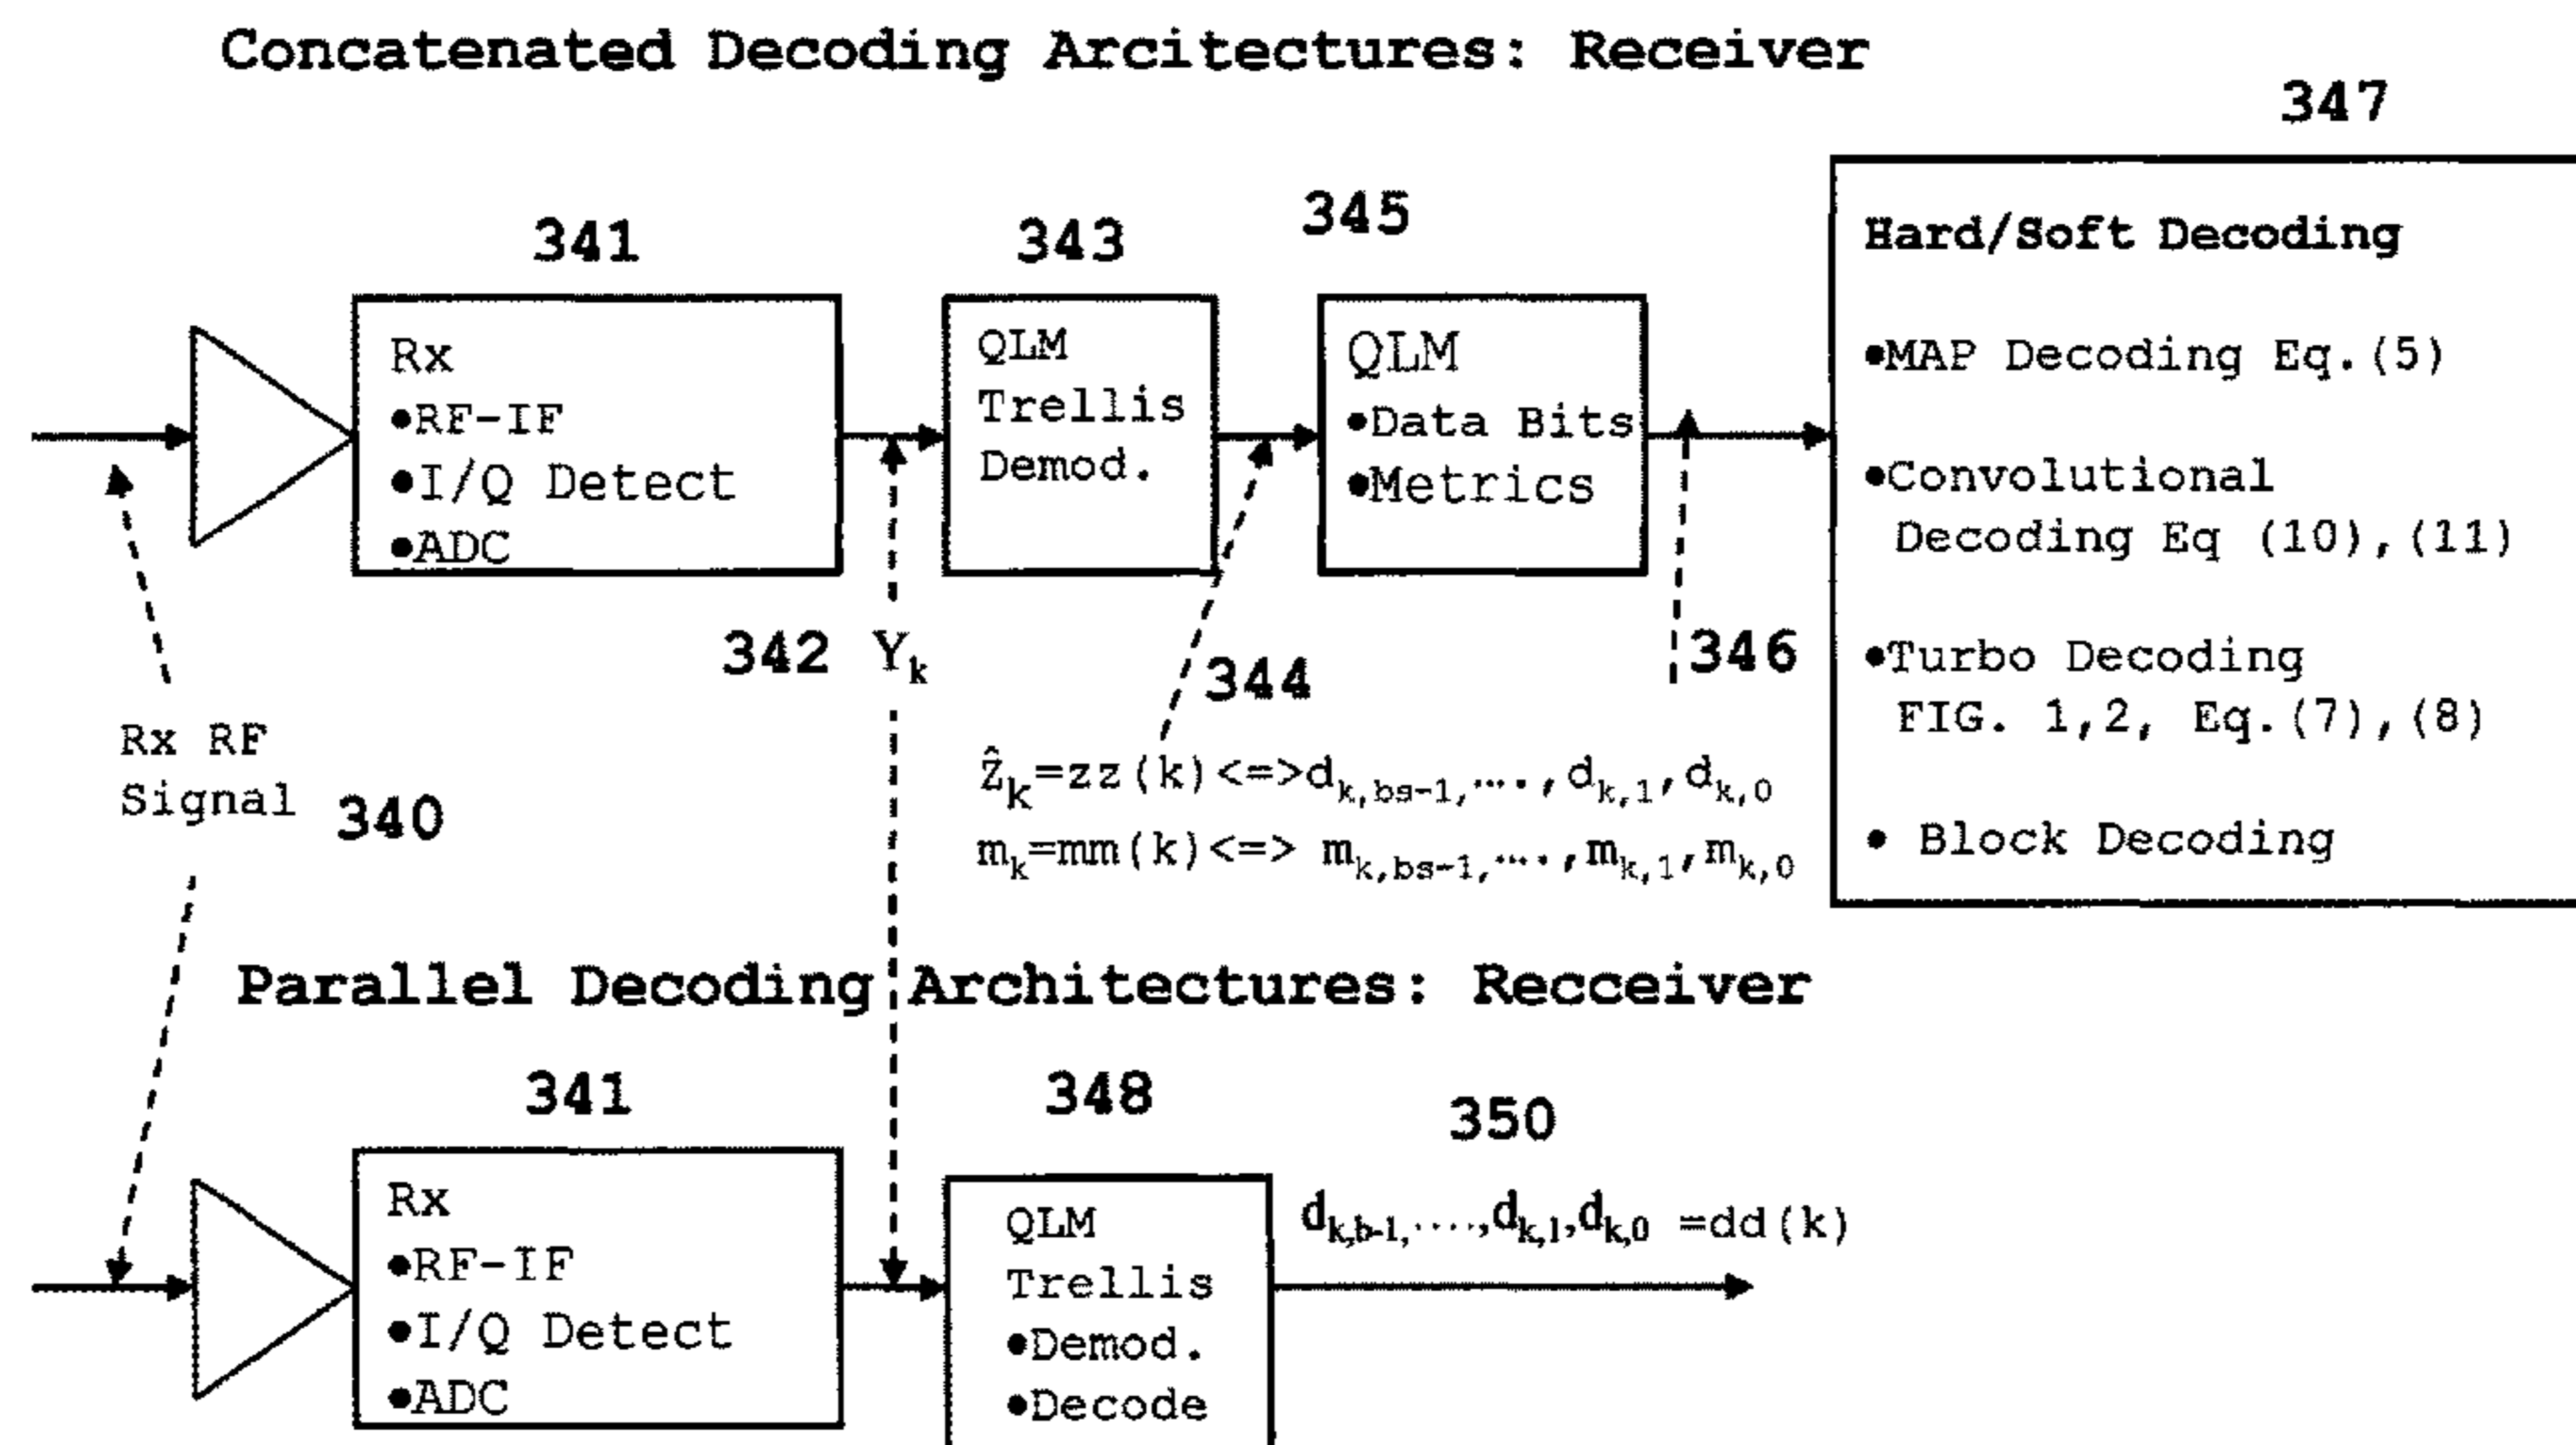 Concatenated Decoding Arcitectures: Receiver
347
341
343
345
Rx
•RF-IF
•I/Q Detect
•ADC
QLM
Trellis
Demod.
QLM
•Data Bits
•Metrics
Hard/Soft Decoding
•MAP Decoding Eq.(5)
•Convolutional
Decoding Eq (10),(11)
•Turbo Decoding
FIG. 1,2, Eq.(7),(8)
• Block Decoding
342 Yk
344
346
Rx RF
Signal
340
Ẑk=zz(k)<=>dk,bs-1,....,dk,1,dk,0
mk=mm(k)<=> mk,bs-1,....,mk,1,mk,0
Parallel Decoding Architectures: Recceiver
341
348
350
Rx
•RF-IF
•I/Q Detect
•ADC
QLM
Trellis
•Demod.
•Decode
dk,b-1,....,dk,1,dk,0 =dd(k)